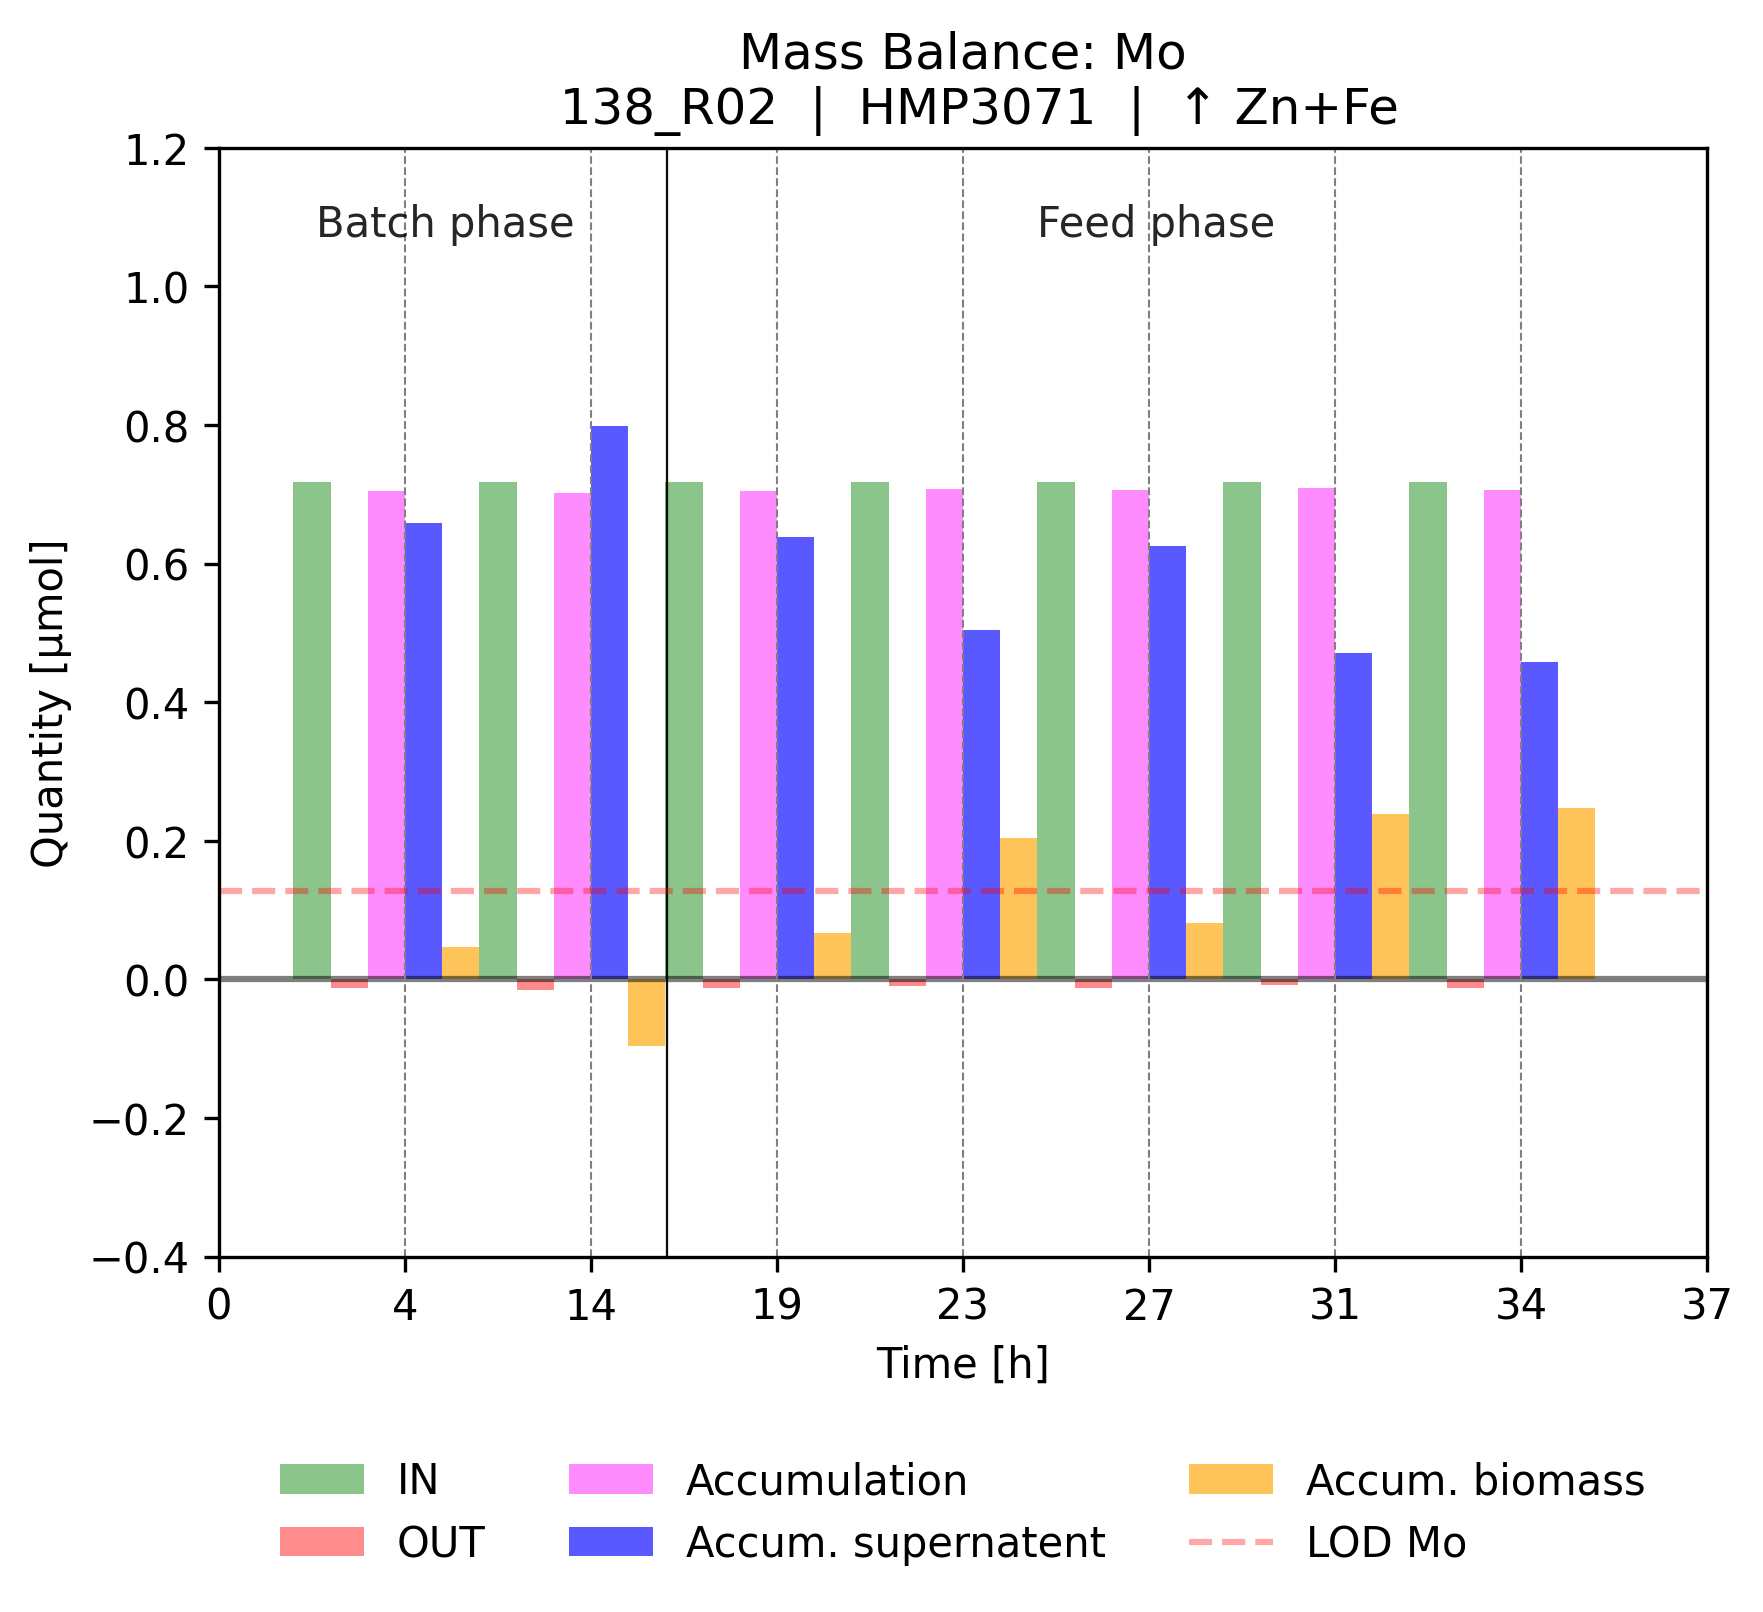 Mass Balance: Mo
138_R02 | HMP3071 | ↑ Zn+Fe
Batch phase
Feed phase
1.2
1.0
0.8
0.6
0.4
0.2
0.0
−0.2
−0.4
Quantity [µmol]
0 4 14 19 23 27 31 34 37
Time [h]
IN
OUT
Accumulation
Accum. supernatent
Accum. biomass
LOD Mo